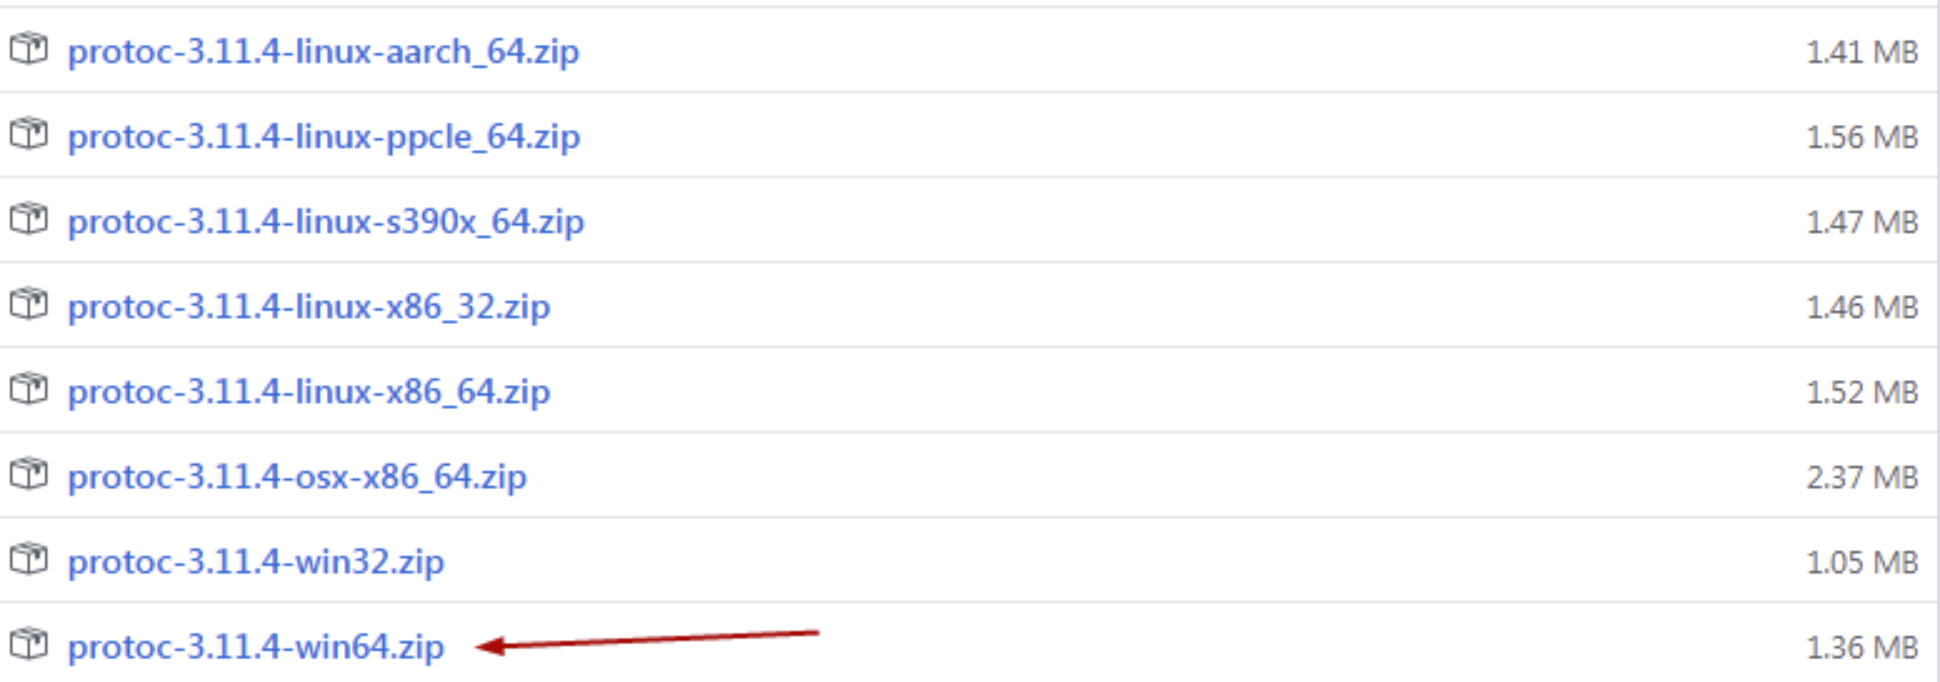 protoc-3.11.4-linux-aarch_64.zip 1.41 MB
protoc-3.11.4-linux-ppcle_64.zip 1.56 MB
protoc-3.11.4-linux-s390x_64.zip 1.47 MB
protoc-3.11.4-linux-x86_32.zip 1.46 MB
protoc-3.11.4-linux-x86_64.zip 1.52 MB
protoc-3.11.4-osx-x86_64.zip 2.37 MB
protoc-3.11.4-win32.zip 1.05 MB
protoc-3.11.4-win64.zip 1.36 MB